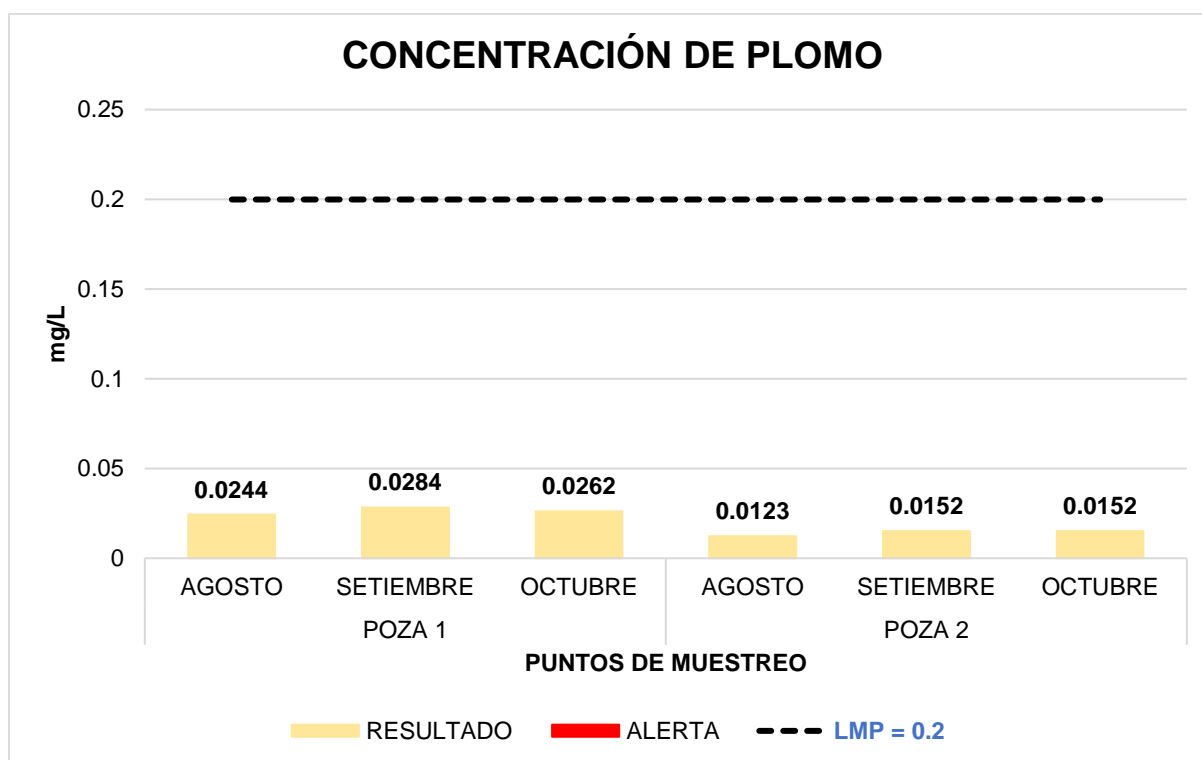 CONCENTRACIÓN DE PLOMO
0.25
0.2
0.15
0.1
0.05
0
mg/L
0.0244 0.0284 0.0262 0.0123 0.0152 0.0152
AGOSTO SETIEMBRE OCTUBRE AGOSTO SETIEMBRE OCTUBRE
POZA 1 POZA 2
PUNTOS DE MUESTREO
RESULTADO ALERTA LMP = 0.2